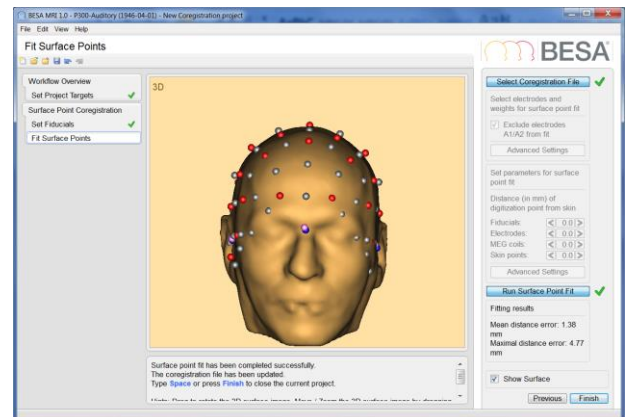 BESA MRI 1.0 - P300-Auditory (1946-04-01) - New Coregistration project
File Edit View Help
Fit Surface Points
BESA
Workflow Overview
Set Project Targets
Surface Point Coregistration
Set Fiducials
Fit Surface Points
3D
Select Coregistration File
Select electrodes and
weights for surface point fit
Exclude electrodes
A1/A2 from fit
Advanced Settings
Set parameters for surface
point fit
Distance (in mm) of
digitization point from skin
Fiducials: < 0.0 >
Electrodes: < 0.0 >
MEG coils: < 0.0 >
Skin points: < 0.0 >
Advanced Settings
Run Surface Point Fit
Fitting results
Mean distance error: 1.38
mm
Maximal distance error: 4.77
mm
Show Surface
Previous Finish
Surface point fit has been completed successfully.
The coregistration file has been updated.
Type Space or press Finish to close the current project.